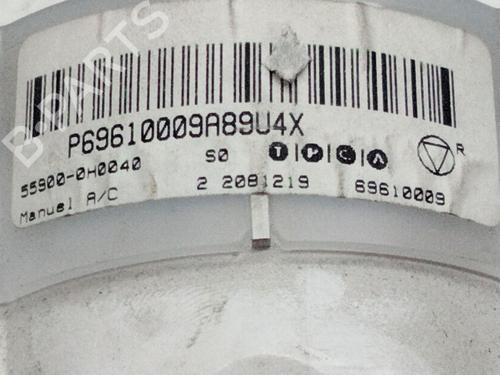 P69610009A89U4X
55900-0H0040 S0 T P C A R
Manuel A/C 2 2081219 69610009
B-PARTS